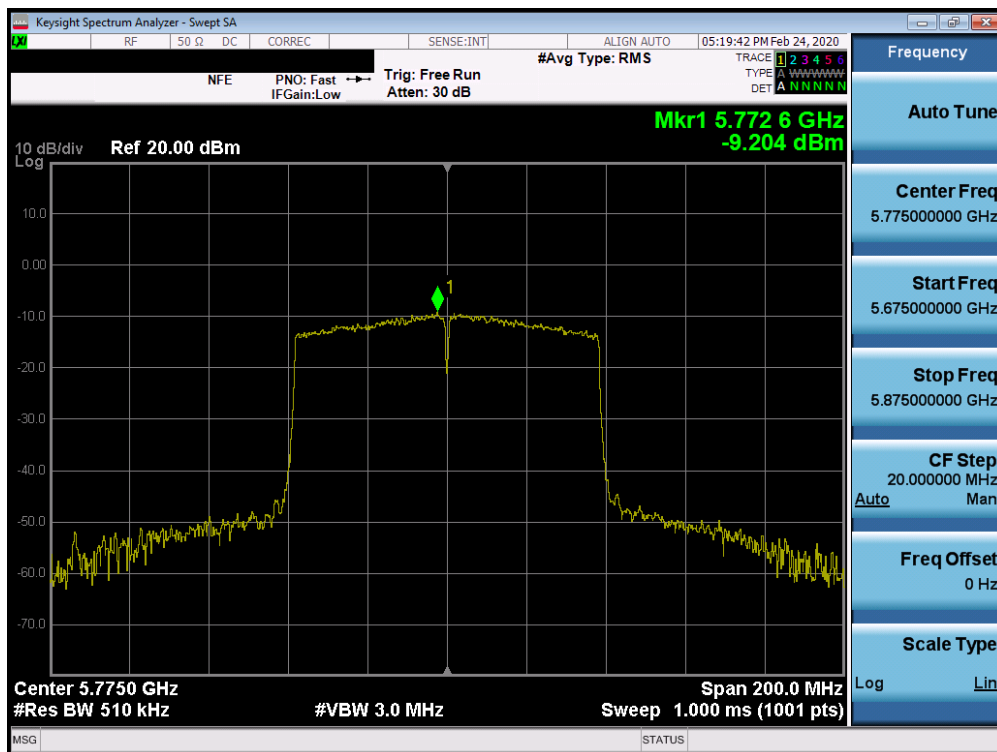 Keysight Spectrum Analyzer - Swept SA
LXI RF 50 Ω DC CORREC SENSE:INT ALIGN AUTO 05:19:42 PM Feb 24, 2020
NFE PNO: Fast Trig: Free Run #Avg Type: RMS TRACE 1 2 3 4 5 6
IFGain:Low Atten: 30 dB TYPE A WWWWW
DET A N N N N N
Mkr1 5.772 6 GHz
-9.204 dBm
10 dB/div Ref 20.00 dBm
Log
10.0
0.00
1
-10.0
-20.0
-30.0
-40.0
-50.0
-60.0
-70.0
Center 5.7750 GHz Span 200.0 MHz
#Res BW 510 kHz #VBW 3.0 MHz Sweep 1.000 ms (1001 pts)
MSG STATUS
Frequency
Auto Tune
Center Freq
5.775000000 GHz
Start Freq
5.675000000 GHz
Stop Freq
5.875000000 GHz
CF Step
20.000000 MHz
Auto Man
Freq Offset
0 Hz
Scale Type
Log Lin